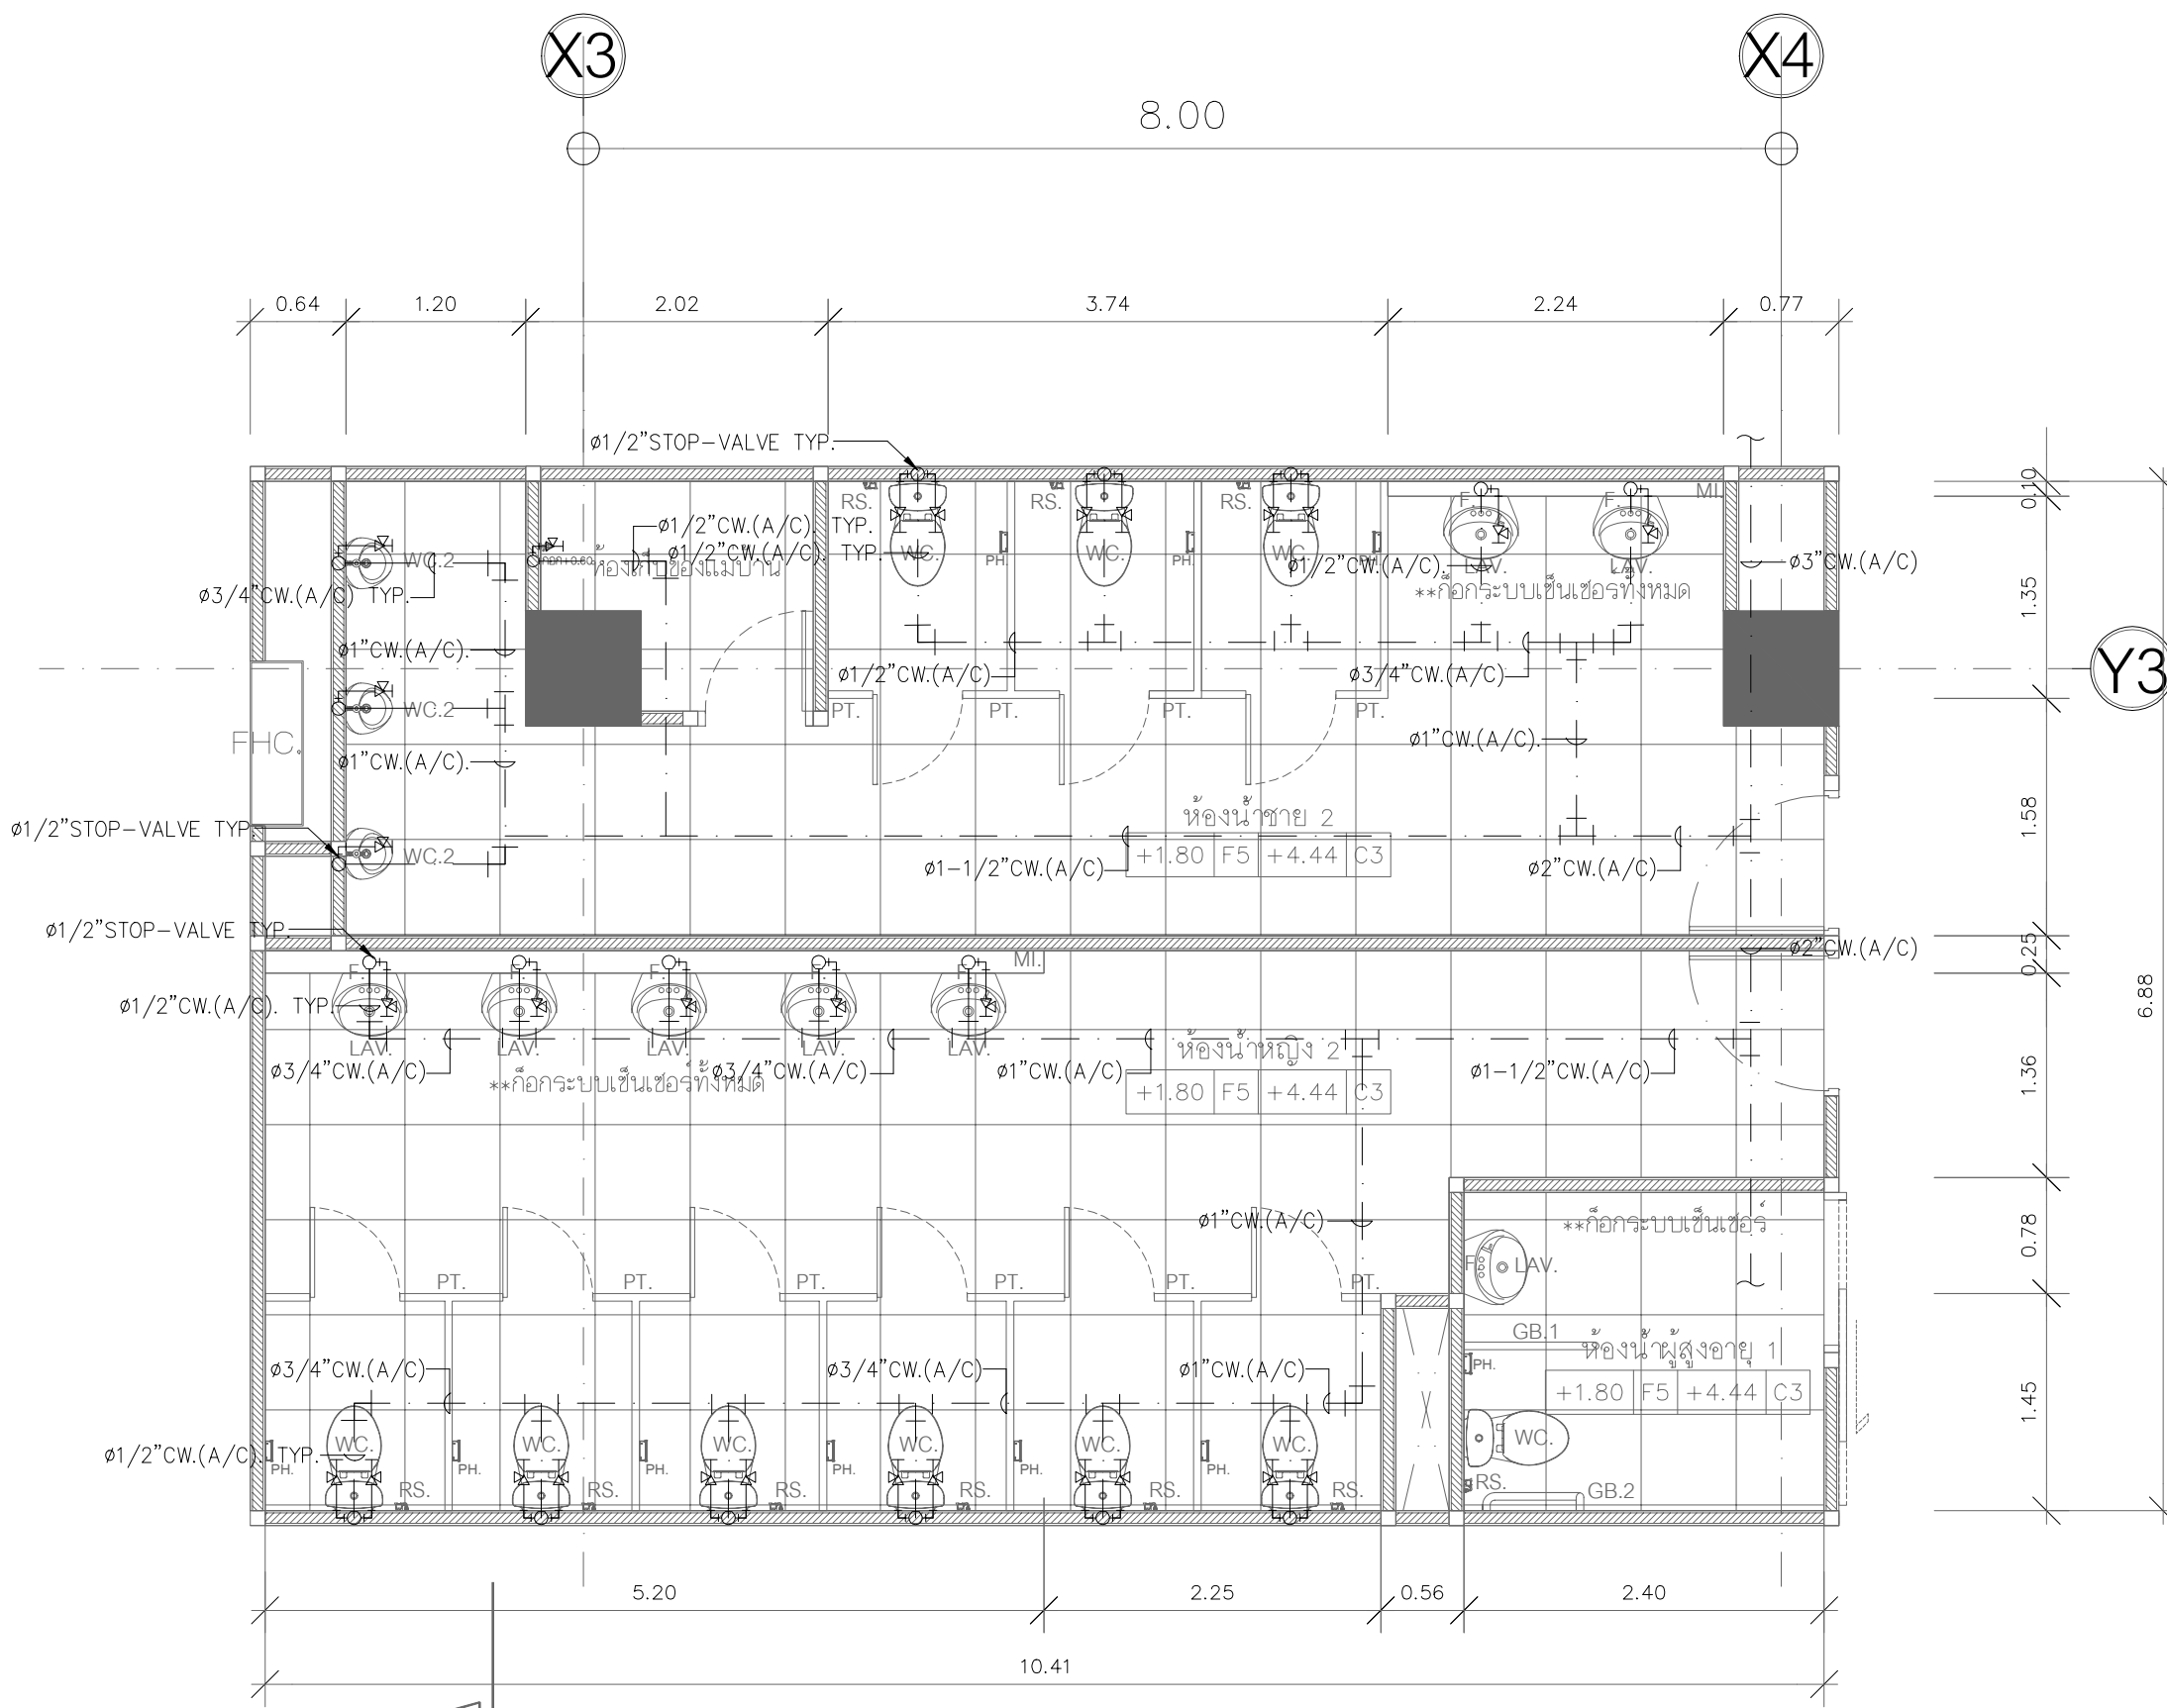 X3
X4
8.00
0.64
1.20
2.02
3.74
2.24
0.77
ø1/2"STOP-VALVE TYP.
RS.
RS.
RS.
F.
F.
MI.
0.10
ø1/2"CW.(A/C). TYP.
ø1/2"CW.(A/C). TYP.
WC.2
WC.
WC.
WC.
PH.
PH.
PH.
ห้องเก็บของแม่บ้าน
ø1/2"CW.(A/C).
LAV.
LAV.
ø3"CW.(A/C)
**ก็อกระบบเซ็นเซอร์ทั้งหมด
ø3/4"CW.(A/C) TYP.
1.35
ø1"CW.(A/C).
ø1/2"CW.(A/C)
ø3/4"CW.(A/C)
Y3
WC.2
PT.
PT.
PT.
PT.
FHC.
ø1"CW.(A/C).
ø1"CW.(A/C).
ห้องน้ำชาย 2
ø1/2"STOP-VALVE TYP.
1.58
WC.2
+1.80 F5 +4.44 C3
ø1-1/2"CW.(A/C)
ø2"CW.(A/C)
ø1/2"STOP-VALVE TYP.
MI.
ø2"CW.(A/C)
0.25
F.
F.
F.
F.
F.
6.88
ø1/2"CW.(A/C). TYP.
LAV.
LAV.
LAV.
LAV.
LAV.
ห้องน้ำหญิง 2
ø3/4"CW.(A/C)
ø3/4"CW.(A/C)
ø1"CW.(A/C)
ø1-1/2"CW.(A/C)
1.36
**ก็อกระบบเซ็นเซอร์ทั้งหมด
+1.80 F5 +4.44 C3
ø1"CW.(A/C)
**ก็อกระบบเซ็นเซอร์
0.78
F.
LAV.
PT.
PT.
PT.
PT.
PT.
PT.
GB.1
ห้องน้ำผู้สูงอายุ 1
ø3/4"CW.(A/C)
ø3/4"CW.(A/C)
ø1"CW.(A/C)
PH.
+1.80 F5 +4.44 C3
1.45
ø1/2"CW.(A/C). TYP.
WC.
WC.
WC.
WC.
WC.
WC.
WC.
PH.
PH.
PH.
PH.
PH.
PH.
RS.
RS.
RS.
RS.
RS.
RS.
RS.
GB.2
5.20
2.25
0.56
2.40
10.41